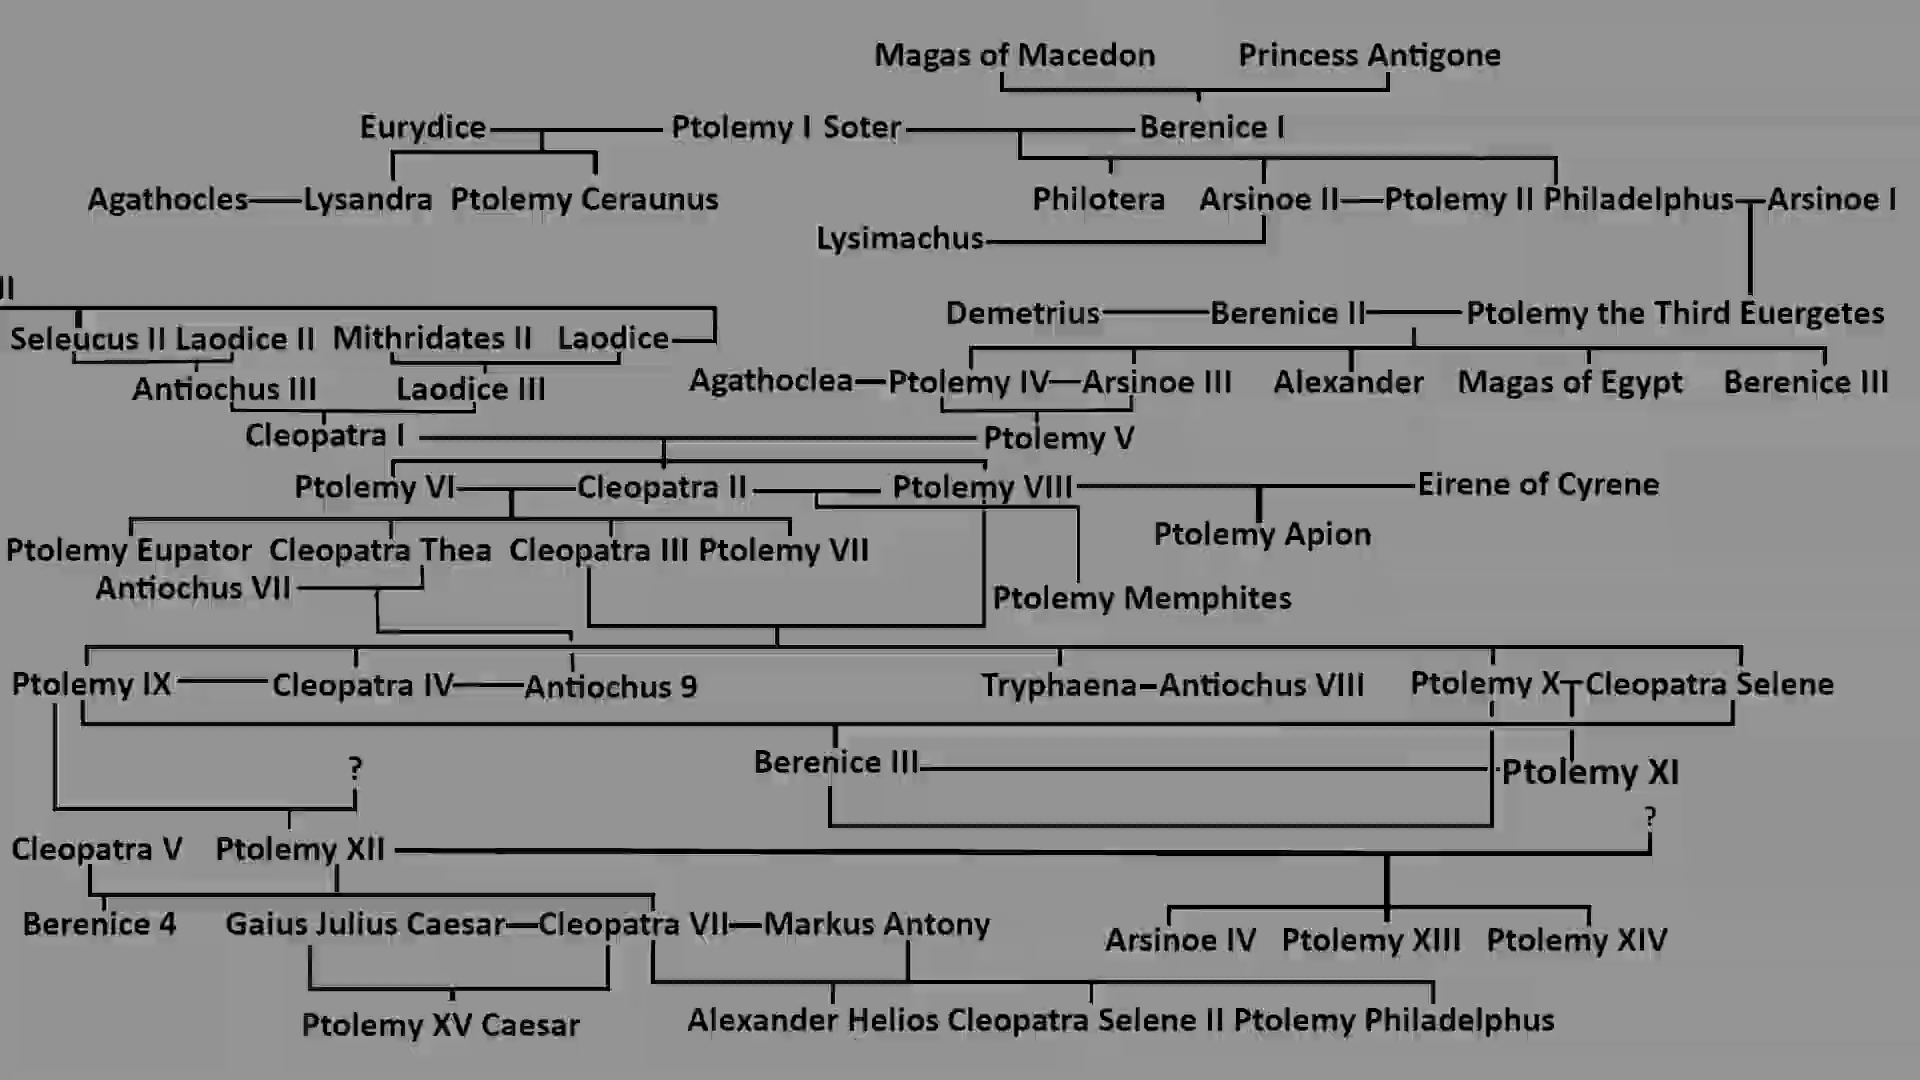 Magas of Macedon Princess Antigone
Eurydice Ptolemy I Soter Berenice I
Agathocles Lysandra Ptolemy Ceraunus Philotera Arsinoe II Ptolemy II Philadelphus Arsinoe I
Lysimachus
II
Demetrius Berenice II Ptolemy the Third Euergetes
Seleucus II Laodice II Mithridates II Laodice
Agathoclea Ptolemy IV Arsinoe III Alexander Magas of Egypt Berenice III
Antiochus III Laodice III
Cleopatra I Ptolemy V
Ptolemy VI Cleopatra II Ptolemy VIII Eirene of Cyrene
Ptolemy Apion
Ptolemy Eupator Cleopatra Thea Cleopatra III Ptolemy VII
Antiochus VII
Ptolemy Memphites
Ptolemy IX Cleopatra IV Antiochus 9 Tryphaena Antiochus VIII Ptolemy X Cleopatra Selene
Berenice III Ptolemy XI
?
?
Cleopatra V Ptolemy XII
Berenice 4 Gaius Julius Caesar Cleopatra VII Markus Antony
Arsinoe IV Ptolemy XIII Ptolemy XIV
Ptolemy XV Caesar Alexander Helios Cleopatra Selene II Ptolemy Philadelphus